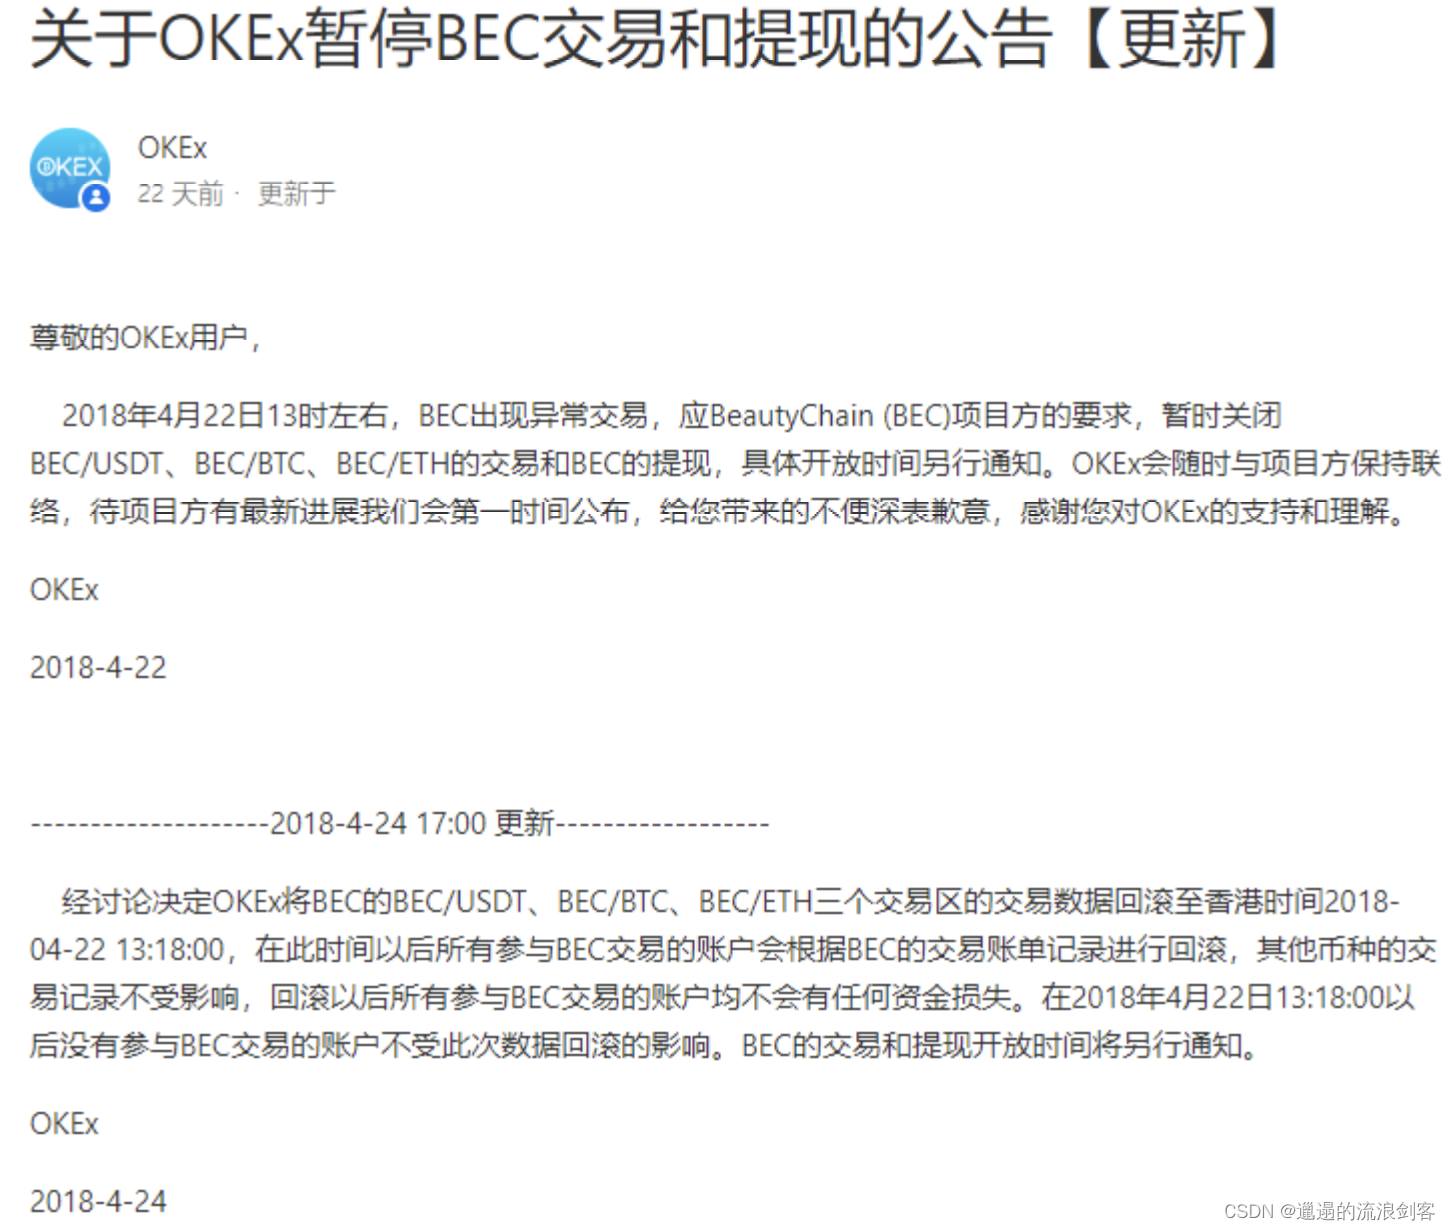 关于OKEx暂停BEC交易和提现的公告【更新】
OKEX
OKEx
22 天前 · 更新于
尊敬的OKEx用户，
2018年4月22日13时左右，BEC出现异常交易，应BeautyChain (BEC)项目方的要求，暂时关闭
BEC/USDT、BEC/BTC、BEC/ETH的交易和BEC的提现，具体开放时间另行通知。OKEx会随时与项目方保持联
络，待项目方有最新进展我们会第一时间公布，给您带来的不便深表歉意，感谢您对OKEx的支持和理解。
OKEx
2018-4-22
--------------------2018-4-24 17:00 更新------------------
经讨论决定OKEx将BEC的BEC/USDT、BEC/BTC、BEC/ETH三个交易区的交易数据回滚至香港时间2018-
04-22 13:18:00，在此时间以后所有参与BEC交易的账户会根据BEC的交易账单记录进行回滚，其他币种的交
易记录不受影响，回滚以后所有参与BEC交易的账户均不会有任何资金损失。在2018年4月22日13:18:00以
后没有参与BEC交易的账户不受此次数据回滚的影响。BEC的交易和提现开放时间将另行通知。
OKEx
2018-4-24
CSDN @邋遢的流浪剑客